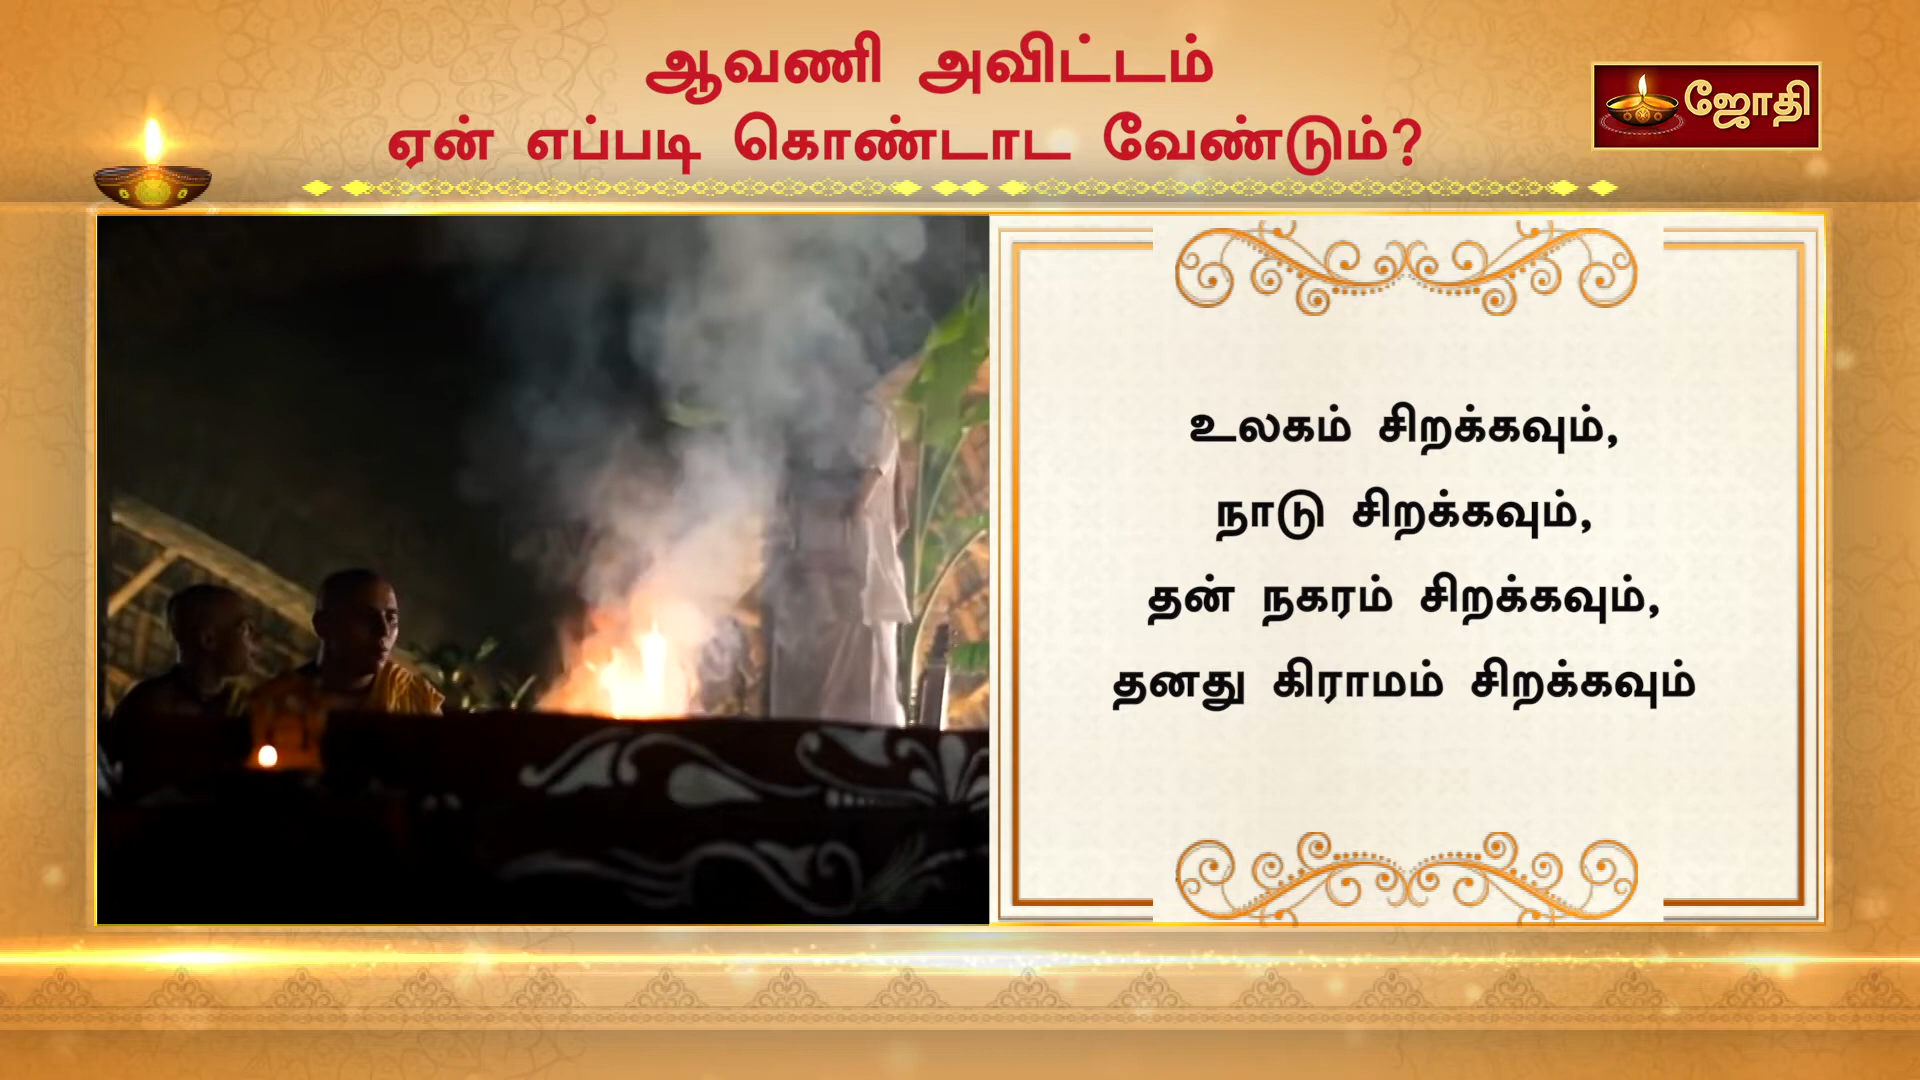 ஆவணி அவிட்டம்
ஏன் எப்படி கொண்டாட வேண்டும்?
ஜோதி
உலகம் சிறக்கவும்,
நாடு சிறக்கவும்,
தன் நகரம் சிறக்கவும்,
தனது கிராமம் சிறக்கவும்